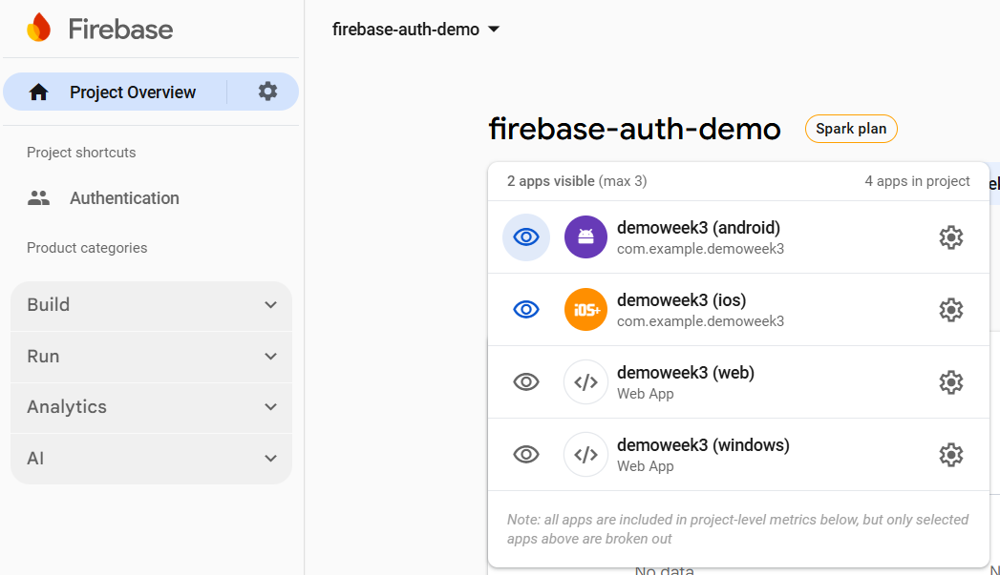 Firebase
firebase-auth-demo
Project Overview
Project shortcuts
Authentication
Product categories
Build
Run
Analytics
AI
firebase-auth-demo
Spark plan
2 apps visible (max 3)
4 apps in project
demoweek3 (android)
com.example.demoweek3
iOS+
demoweek3 (ios)
com.example.demoweek3
</>
demoweek3 (web)
Web App
</>
demoweek3 (windows)
Web App
Note: all apps are included in project-level metrics below, but only selected
apps above are broken out
No data